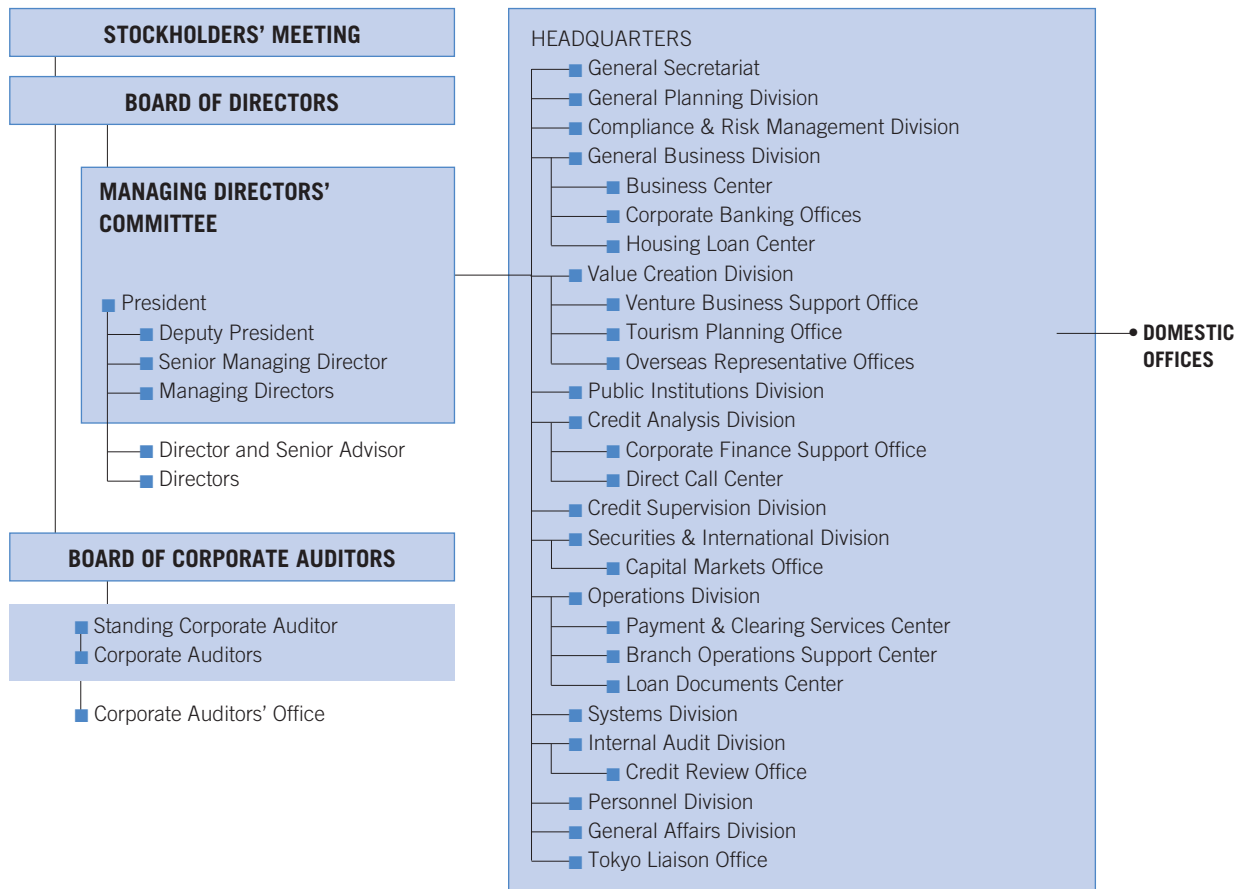 STOCKHOLDERS’ MEETING
BOARD OF DIRECTORS
MANAGING DIRECTORS’
COMMITTEE
President
Deputy President
Senior Managing Director
Managing Directors
Director and Senior Advisor
Directors
BOARD OF CORPORATE AUDITORS
Standing Corporate Auditor
Corporate Auditors
Corporate Auditors’ Office
HEADQUARTERS
General Secretariat
General Planning Division
Compliance & Risk Management Division
General Business Division
Business Center
Corporate Banking Offices
Housing Loan Center
Value Creation Division
Venture Business Support Office
Tourism Planning Office
Overseas Representative Offices
Public Institutions Division
Credit Analysis Division
Corporate Finance Support Office
Direct Call Center
Credit Supervision Division
Securities & International Division
Capital Markets Office
Operations Division
Payment & Clearing Services Center
Branch Operations Support Center
Loan Documents Center
Systems Division
Internal Audit Division
Credit Review Office
Personnel Division
General Affairs Division
Tokyo Liaison Office
DOMESTIC
OFFICES